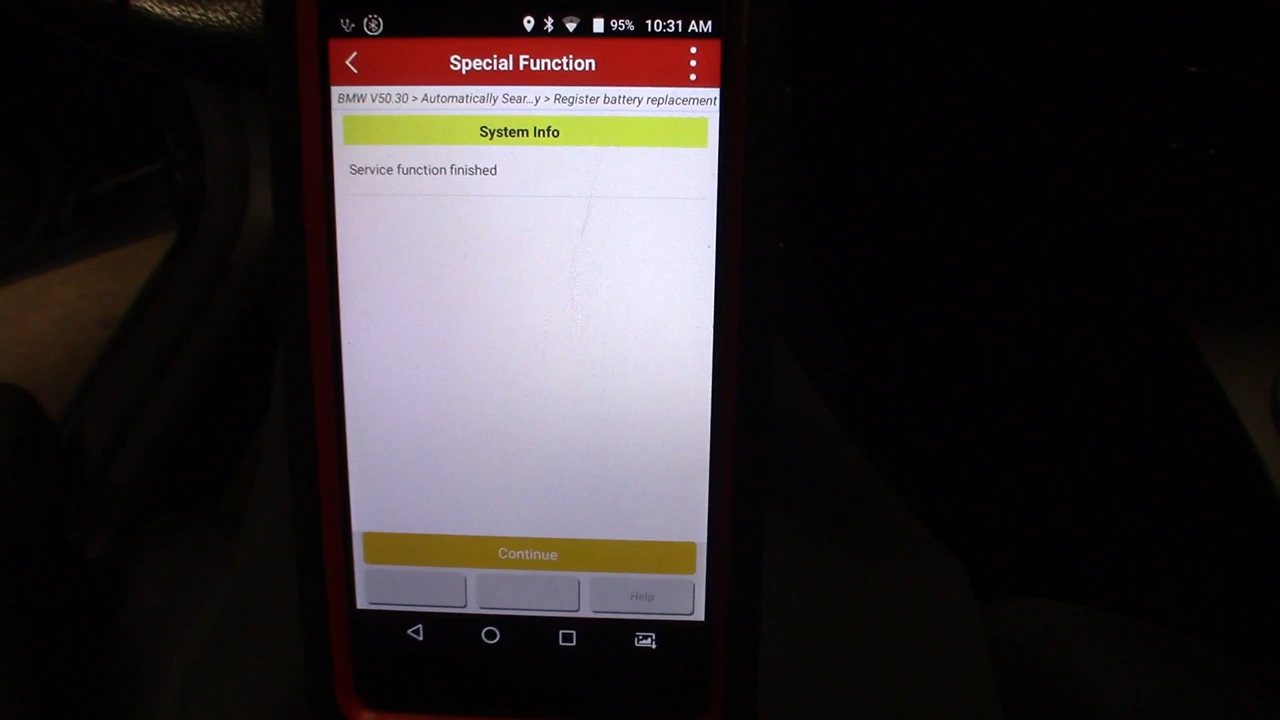 95% 10:31 AM
Special Function
BMW V50.30 > Automatically Sear...y > Register battery replacement
System Info
Service function finished
Continue
Help